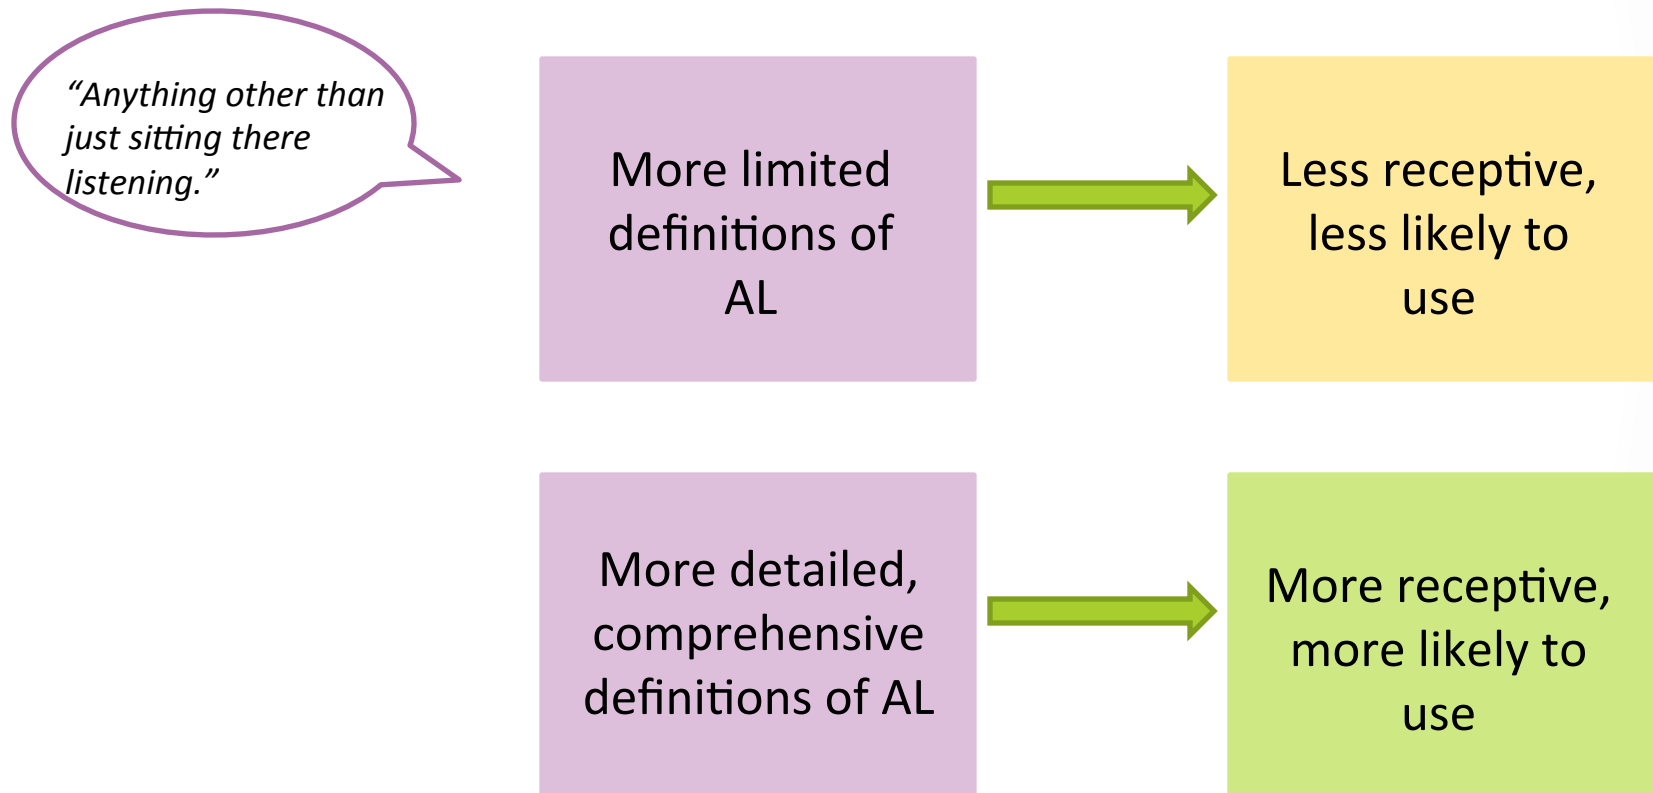 “Anything other than
just sitting there
listening.”
More limited
definitions of
AL
Less receptive,
less likely to
use
More detailed,
comprehensive
definitions of AL
More receptive,
more likely to
use